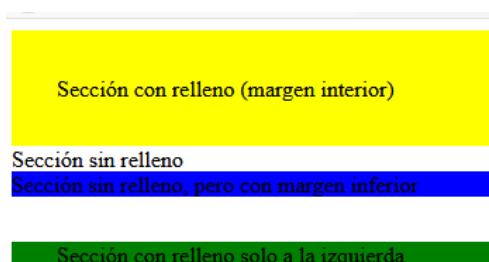 Sección con relleno (margen interior)
Sección sin relleno
Sección sin relleno, pero con margen inferior
Sección con relleno solo a la izquierda